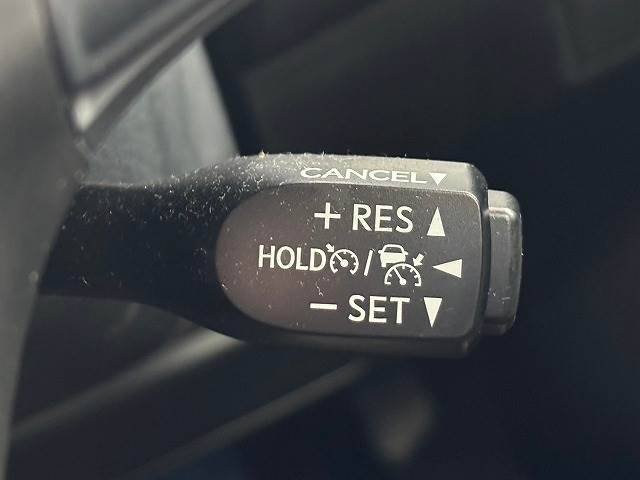 CANCEL▼
+ RES ▲
HOLD / ◀
− SET ▼